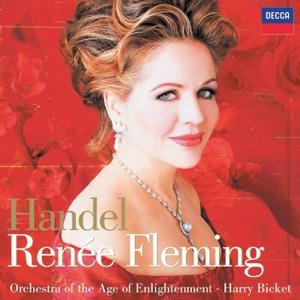 DECCA
Handel
Renée Fleming
Orchestra of the Age of Enlightenment · Harry Bicket